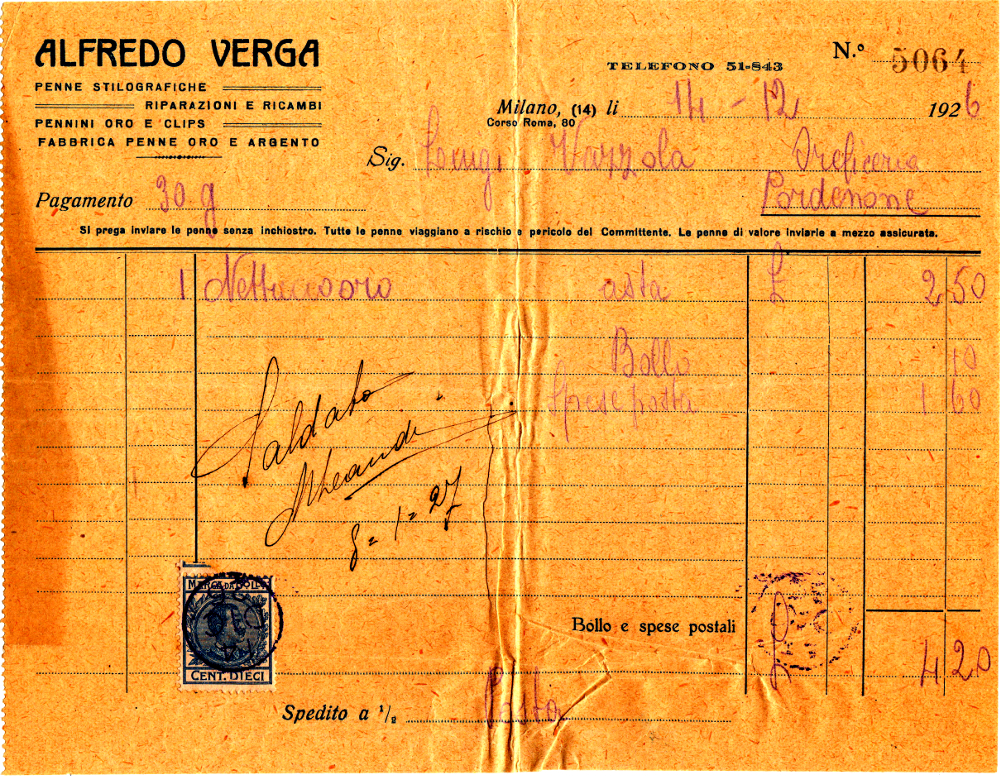 ALFREDO VERGA
PENNE STILOGRAFICHE
RIPARAZIONI E RICAMBI
PENNINI ORO E CLIPS
FABBRICA PENNE ORO E ARGENTO
TELEFONO 51-843
N.º 5064
Milano, (14) li 14 - 12 1926
Corso Roma, 80
Sig. Luigi Vazzola Oreficeria
Pordenone
Pagamento 30 g
Si prega inviare le penne senza inchiostro. Tutte le penne viaggiano a rischio e pericolo del Committente. Le penne di valore inviarle a mezzo assicurata.
1 Nettuno oro asta L 2 50
Bollo 10
Spese posta 1 60
Saldato
8=1=27
MARCA DA BOLLO
CENT. DIECI
Bollo e spese postali
L 4 20
Spedito a ½ Posta